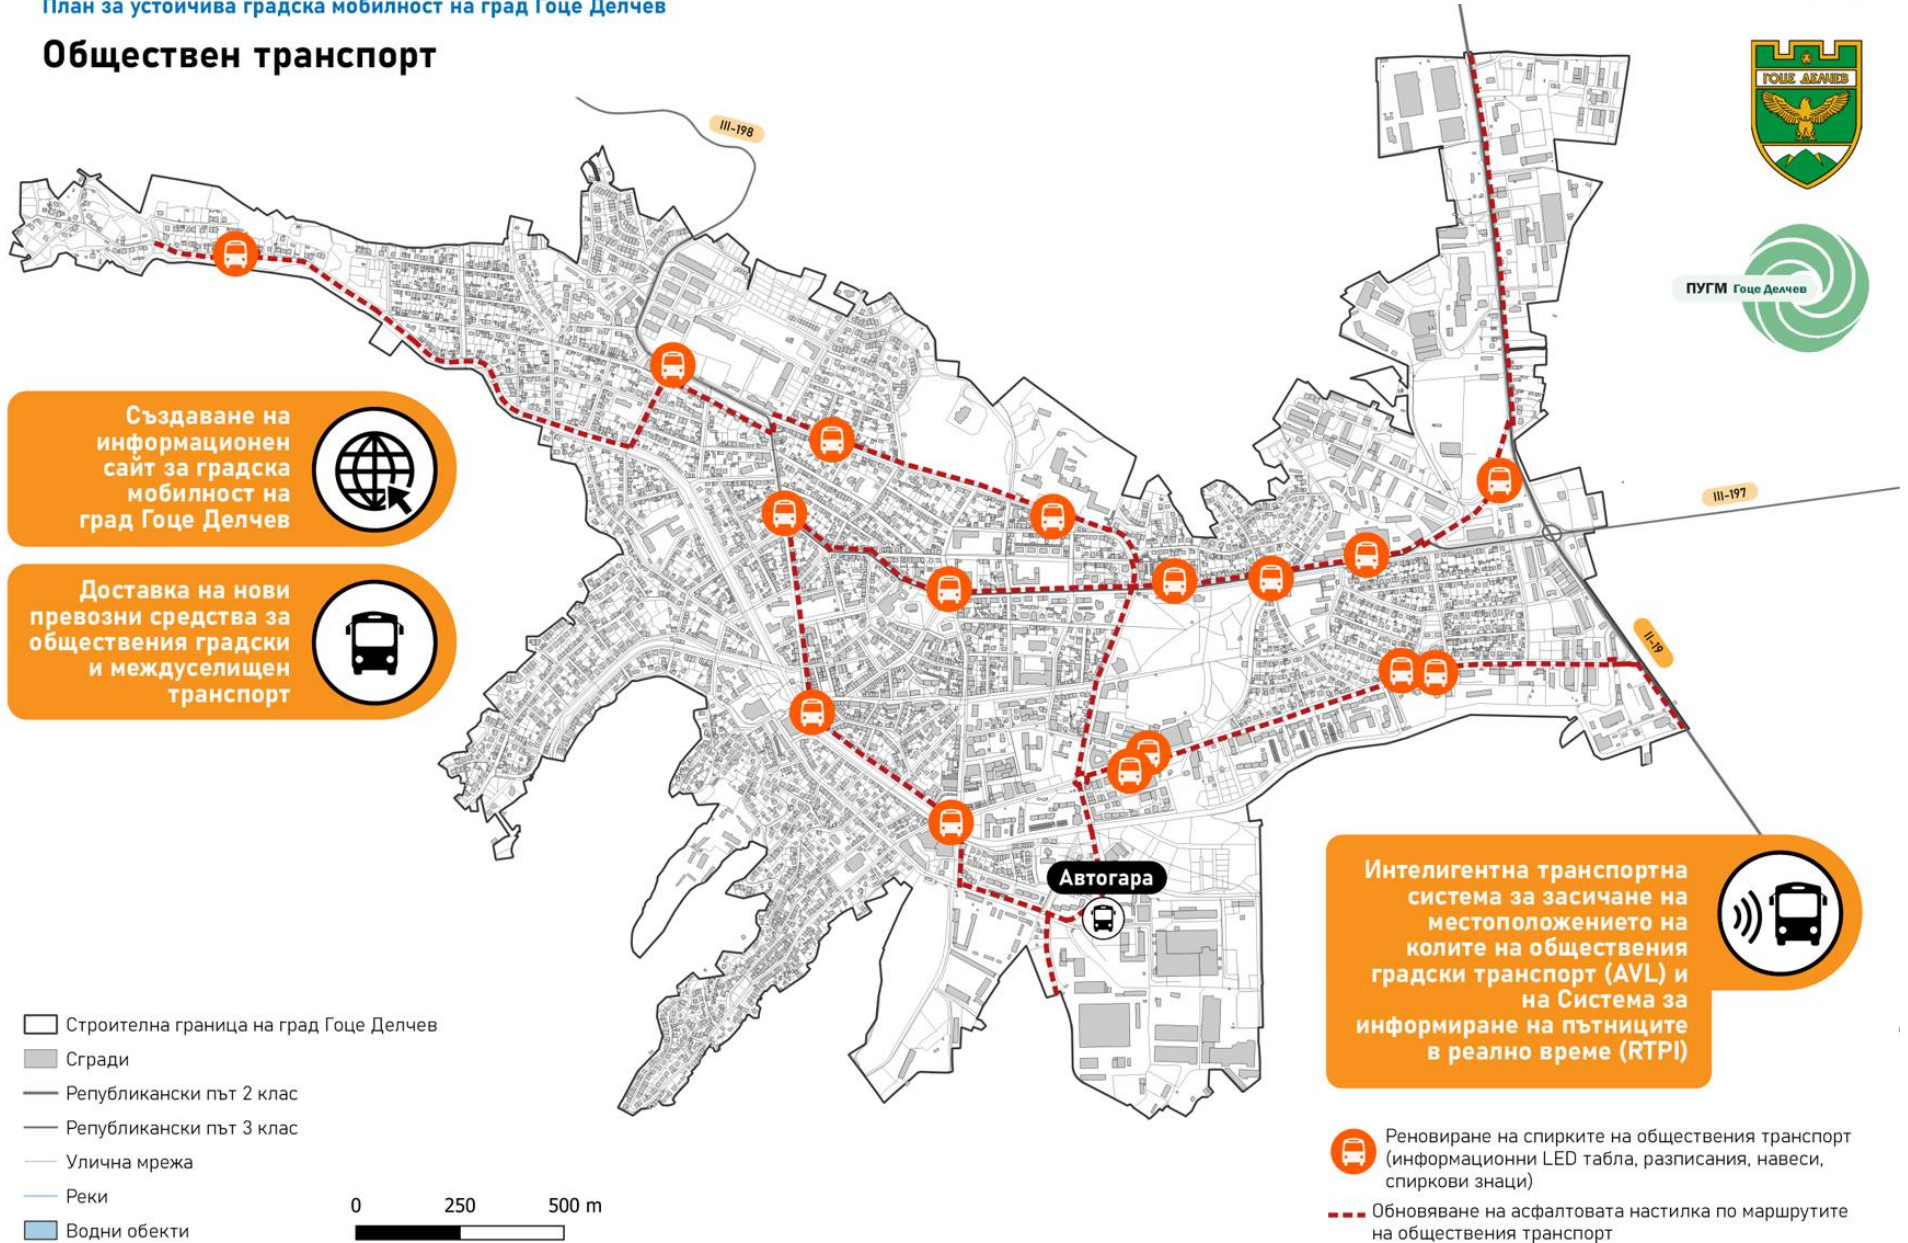 План за устойчива градска мобилност на град Гоце Делчев
Обществен транспорт
III-198
ГОЦЕ ДЕЛЧЕВ
ПУГМ Гоце Делчев
Създаване на
информационен
сайт за градска
мобилност на
град Гоце Делчев
III-197
Доставка на нови
превозни средства за
обществения градски
и междуселищен
транспорт
II-19
Автогара
Интелигентна транспортна
система за засичане на
местоположението на
колите на обществения
градски транспорт (AVL) и
на Система за
информиране на пътниците
в реално време (RTPI)
Строителна граница на град Гоце Делчев
Сгради
Републикански път 2 клас
Републикански път 3 клас
Улична мрежа
Реки
Водни обекти
0 250 500 m
Реновиране на спирките на обществения транспорт
(информационни LED табла, разписания, навеси,
спиркови знаци)
Обновяване на асфалтовата настилка по маршрутите
на обществения транспорт